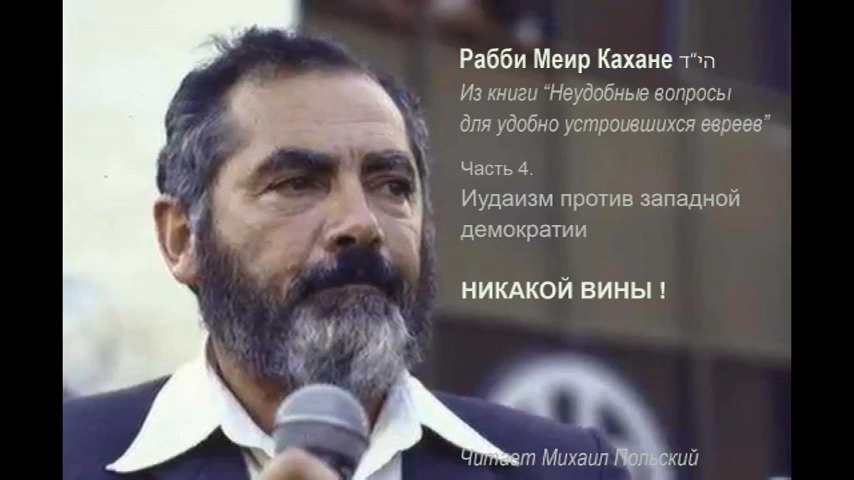 Рабби Меир Кахане הי"ד
Из книги “Неудобные вопросы
для удобно устроившихся евреев”
Часть 4.
Иудаизм против западной
демократии
НИКАКОЙ ВИНЫ !
Читает Михаил Польский